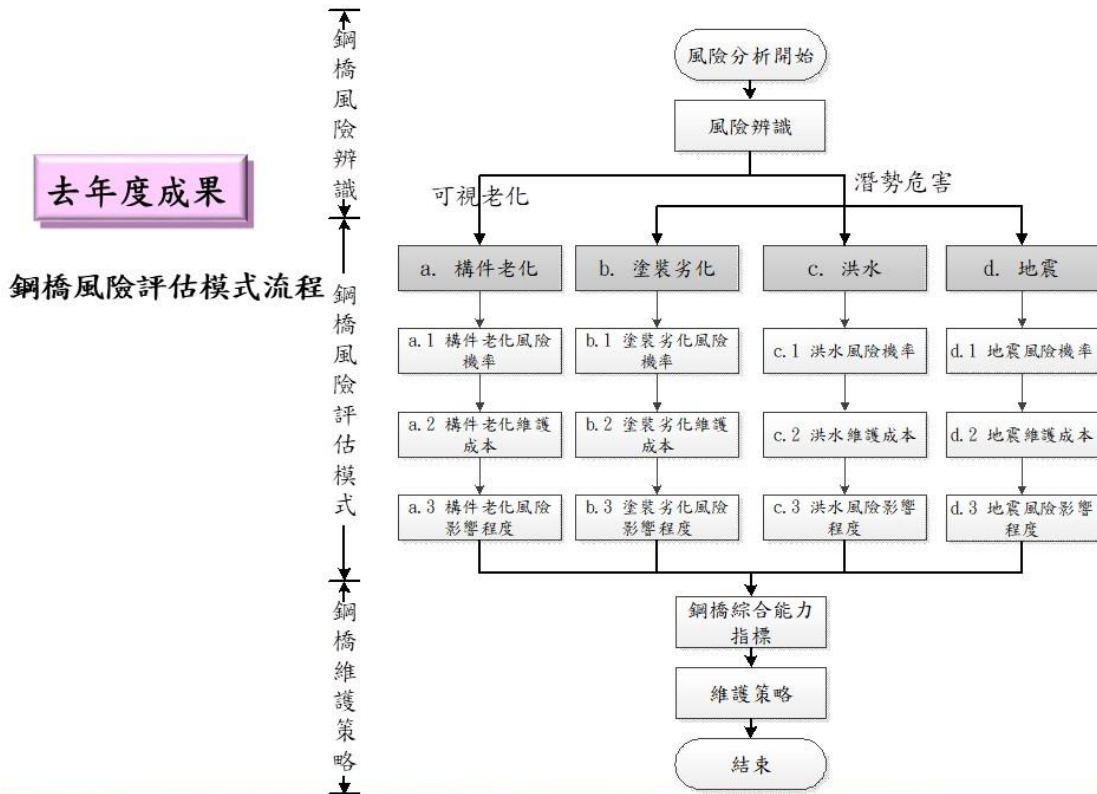 去年度成果
鋼橋風險評估模式流程
鋼橋風險辨識
鋼橋風險評估模式
鋼橋維護策略
風險分析開始
風險辨識
可視老化
潛勢危害
a. 構件老化
b. 塗裝劣化
c. 洪水
d. 地震
a.1 構件老化風險
機率
b.1 塗裝劣化風險
機率
c.1 洪水風險機率
d.1 地震風險機率
a.2 構件老化維護
成本
b.2 塗裝劣化維護
成本
c.2 洪水維護成本
d.2 地震維護成本
a.3 構件老化風險
影響程度
b.3 塗裝劣化風險
影響程度
c.3 洪水風險影響
程度
d.3 地震風險影響
程度
鋼橋綜合能力
指標
維護策略
結束